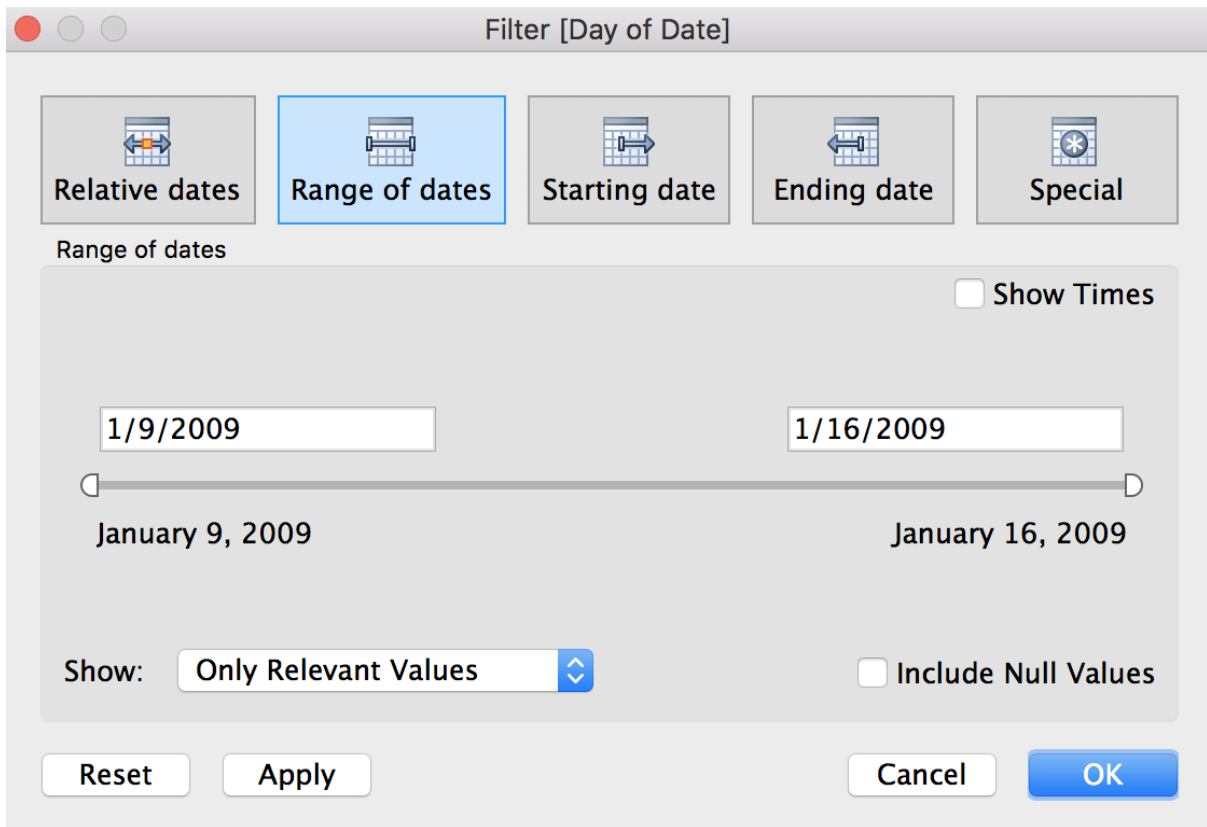 Filter [Day of Date]
Relative dates
Range of dates
Starting date
Ending date
Special
Range of dates
Show Times
1/9/2009
1/16/2009
January 9, 2009
January 16, 2009
Show:
Only Relevant Values
Include Null Values
Reset
Apply
Cancel
OK